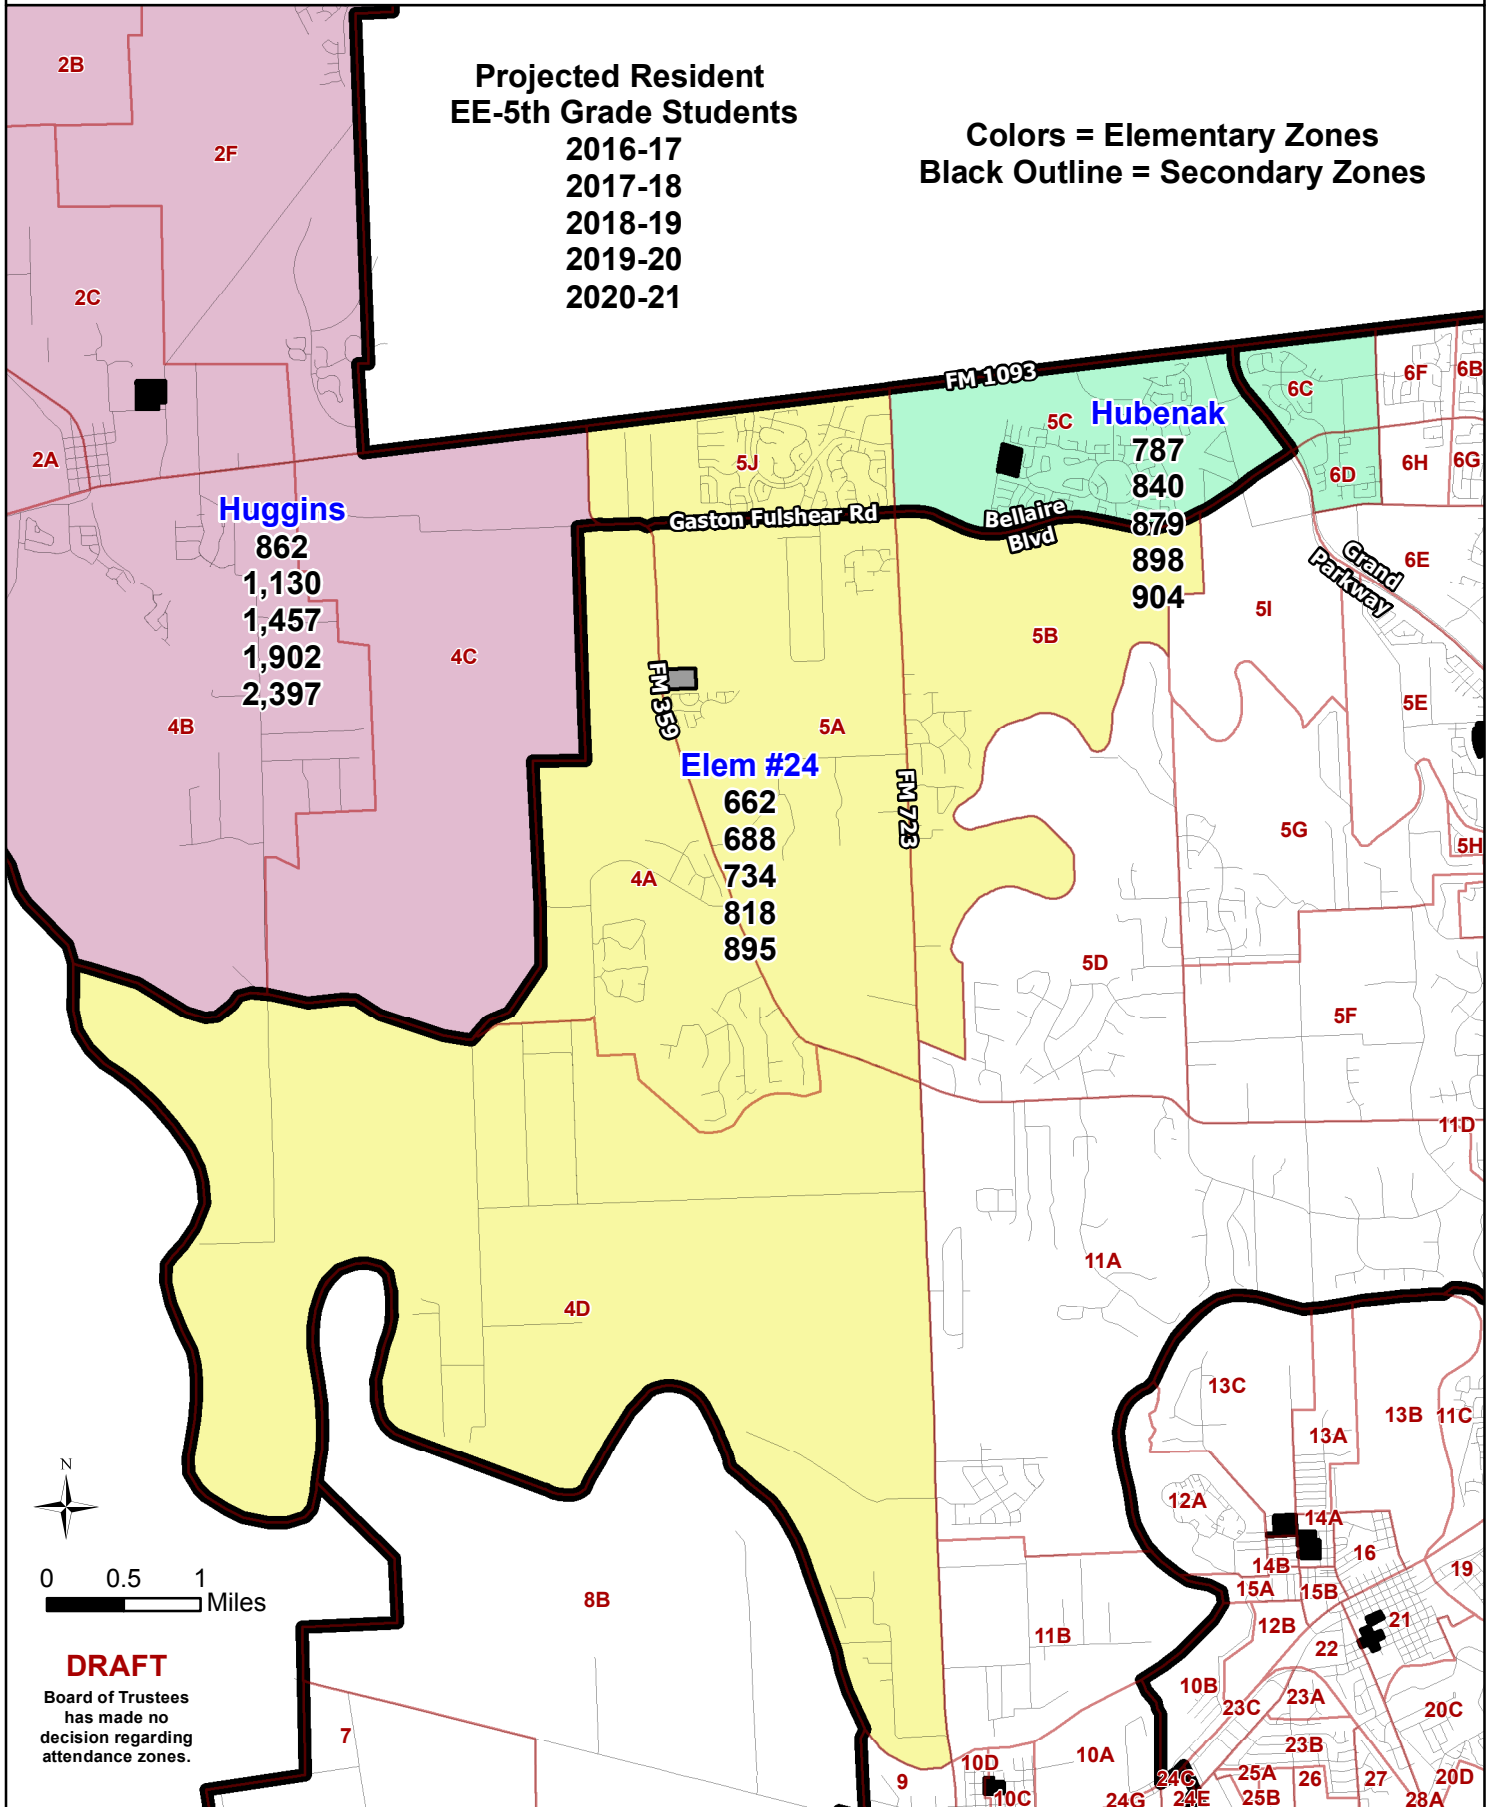 Projected Resident
EE-5th Grade Students
2016-17
2017-18
2018-19
2019-20
2020-21
Colors = Elementary Zones
Black Outline = Secondary Zones
2B
2F
2C
2A
FM 1093
6C
6F
6B
5C
Hubenak
787
840
879
898
904
5J
6D
6H
6G
Gaston Fulshear Rd
Bellaire
Blvd
Grand
Parkway
6E
Huggins
862
1,130
1,457
1,902
2,397
4C
4B
5B
5I
5E
FM 359
5A
Elem #24
662
688
734
818
895
FM 723
5G
5H
4A
5D
5F
11D
11A
4D
13C
13B
11C
13A
12A
14A
16
14B
19
15A
15B
12B
21
22
8B
11B
10B
23A
23C
20C
23B
7
10D
10A
9
10C
24C
25A
26
27
20D
24G
24E
25B
28A
N
0
0.5
1
Miles
DRAFT
Board of Trustees
has made no
decision regarding
attendance zones.